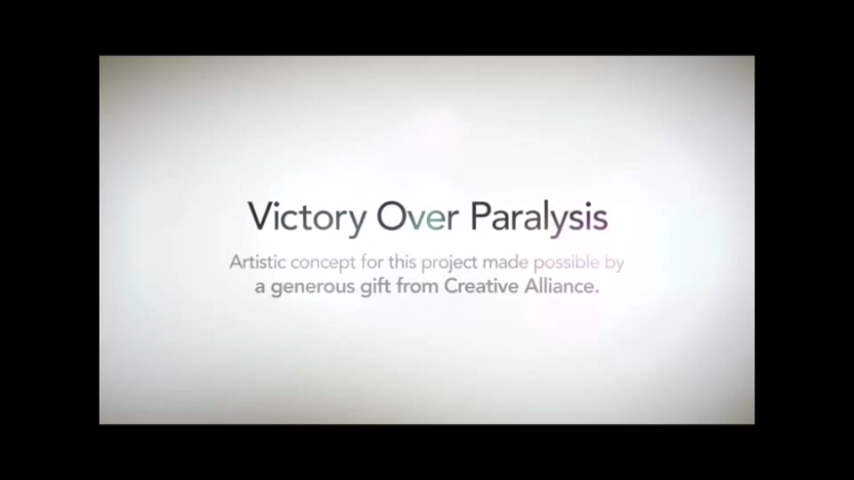 Victory Over Paralysis
Artistic concept for this project made possible by
a generous gift from Creative Alliance.